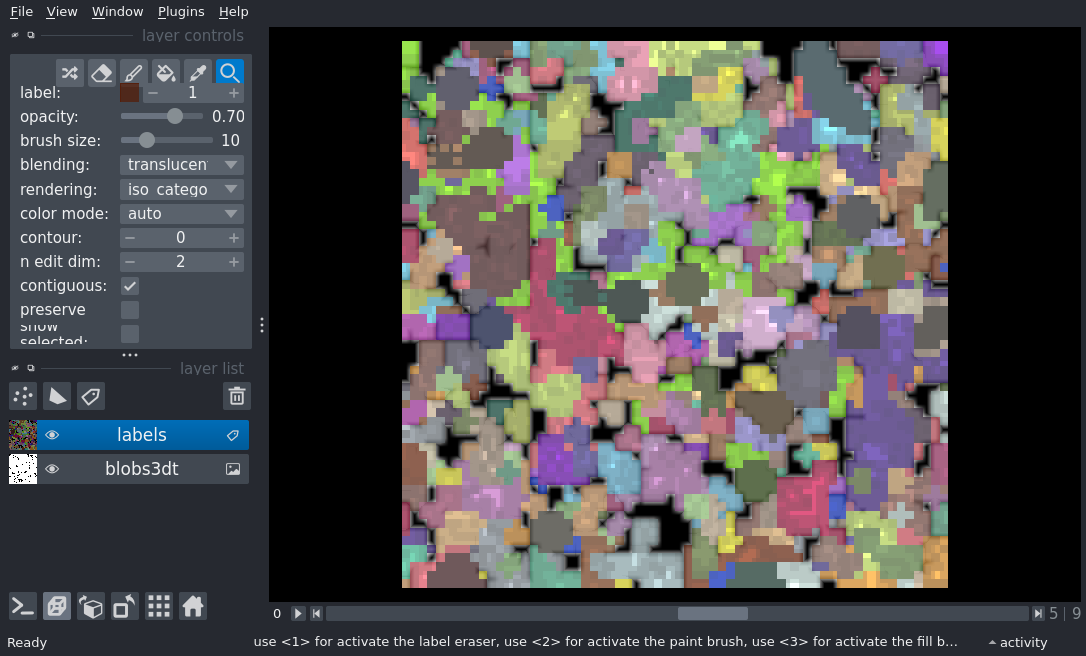 File View Window Plugins Help
layer controls
label: 1
opacity: 0.70
brush size: 10
blending: translucen
rendering: iso_catego
color mode: auto
contour: 0
n edit dim: 2
contiguous:
preserve
show
selected:
layer list
labels
blobs3dt
0 5 9
Ready use <1> for activate the label eraser, use <2> for activate the paint brush, use <3> for activate the fill b... activity